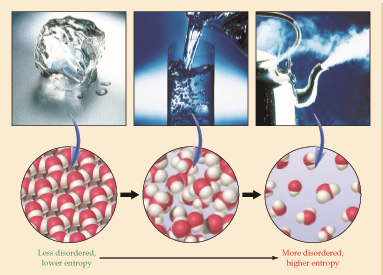 Less disordered,
lower entropy
More disordered,
higher entropy